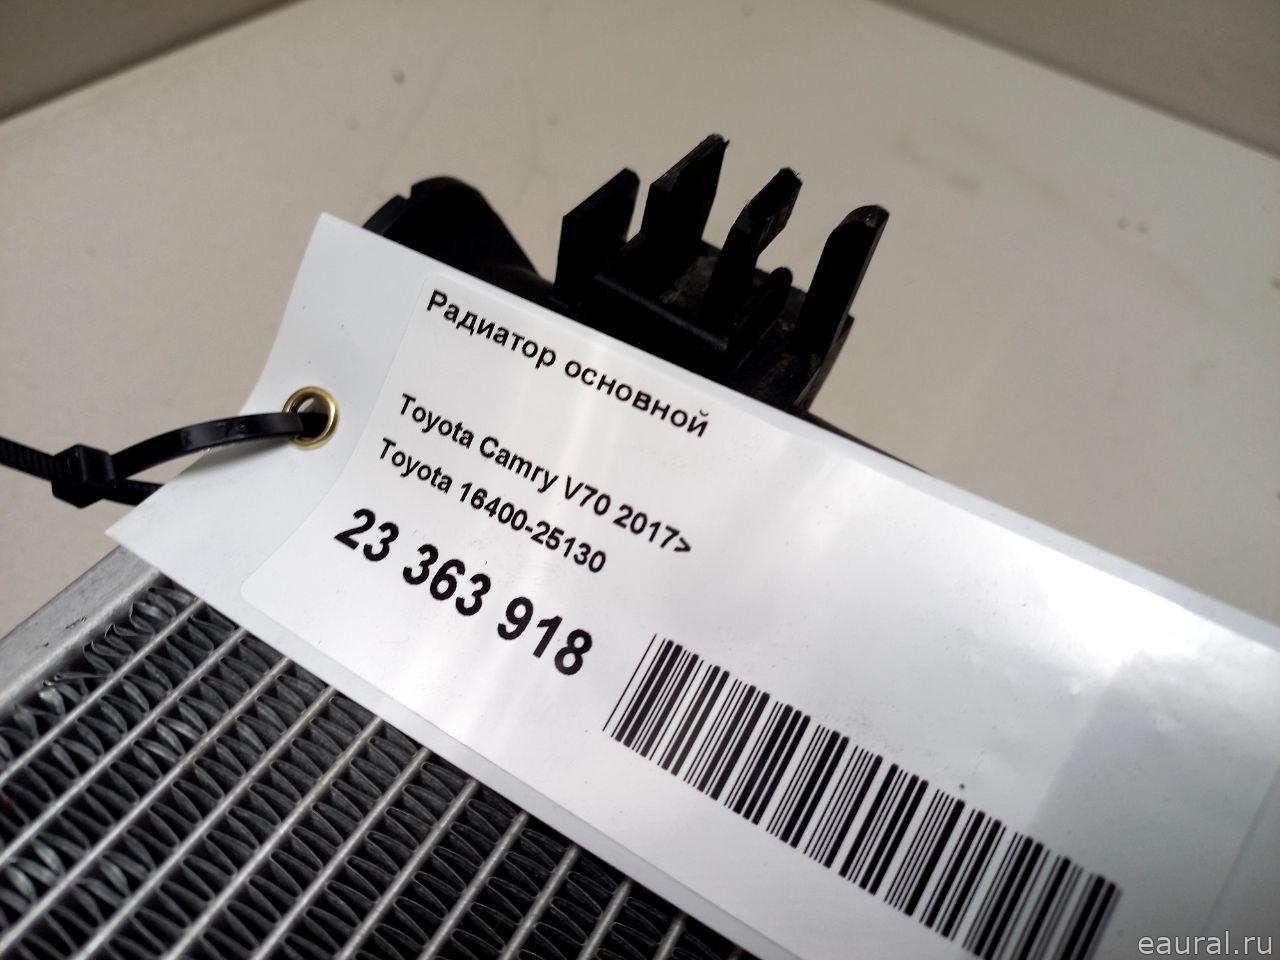 Радиатор основной
Toyota Camry V70 2017>
Toyota 16400-25130
23 363 918
eaural.ru